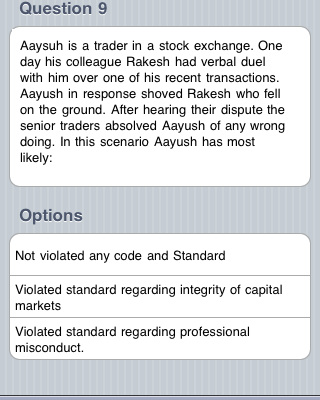 Question 9
Aaysuh is a trader in a stock exchange. One
day his colleague Rakesh had verbal duel
with him over one of his recent transactions.
Aayush in response shoved Rakesh who fell
on the ground. After hearing their dispute the
senior traders absolved Aayush of any wrong
doing. In this scenario Aayush has most
likely:
Options
Not violated any code and Standard
Violated standard regarding integrity of capital
markets
Violated standard regarding professional
misconduct.